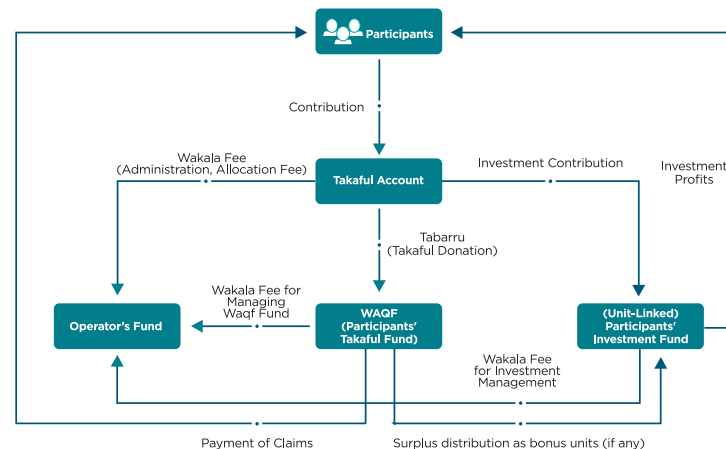 Participants
Contribution
Wakala Fee
(Administration, Allocation Fee)
Takaful Account
Investment Contribution
Investment
Profits
Tabarru
(Takaful Donation)
Operator's Fund
Wakala Fee for
Managing
Waqf Fund
WAQF
(Participants'
Takaful Fund)
(Unit-Linked)
Participants'
Investment Fund
Wakala Fee
for Investment
Management
Payment of Claims
Surplus distribution as bonus units (if any)